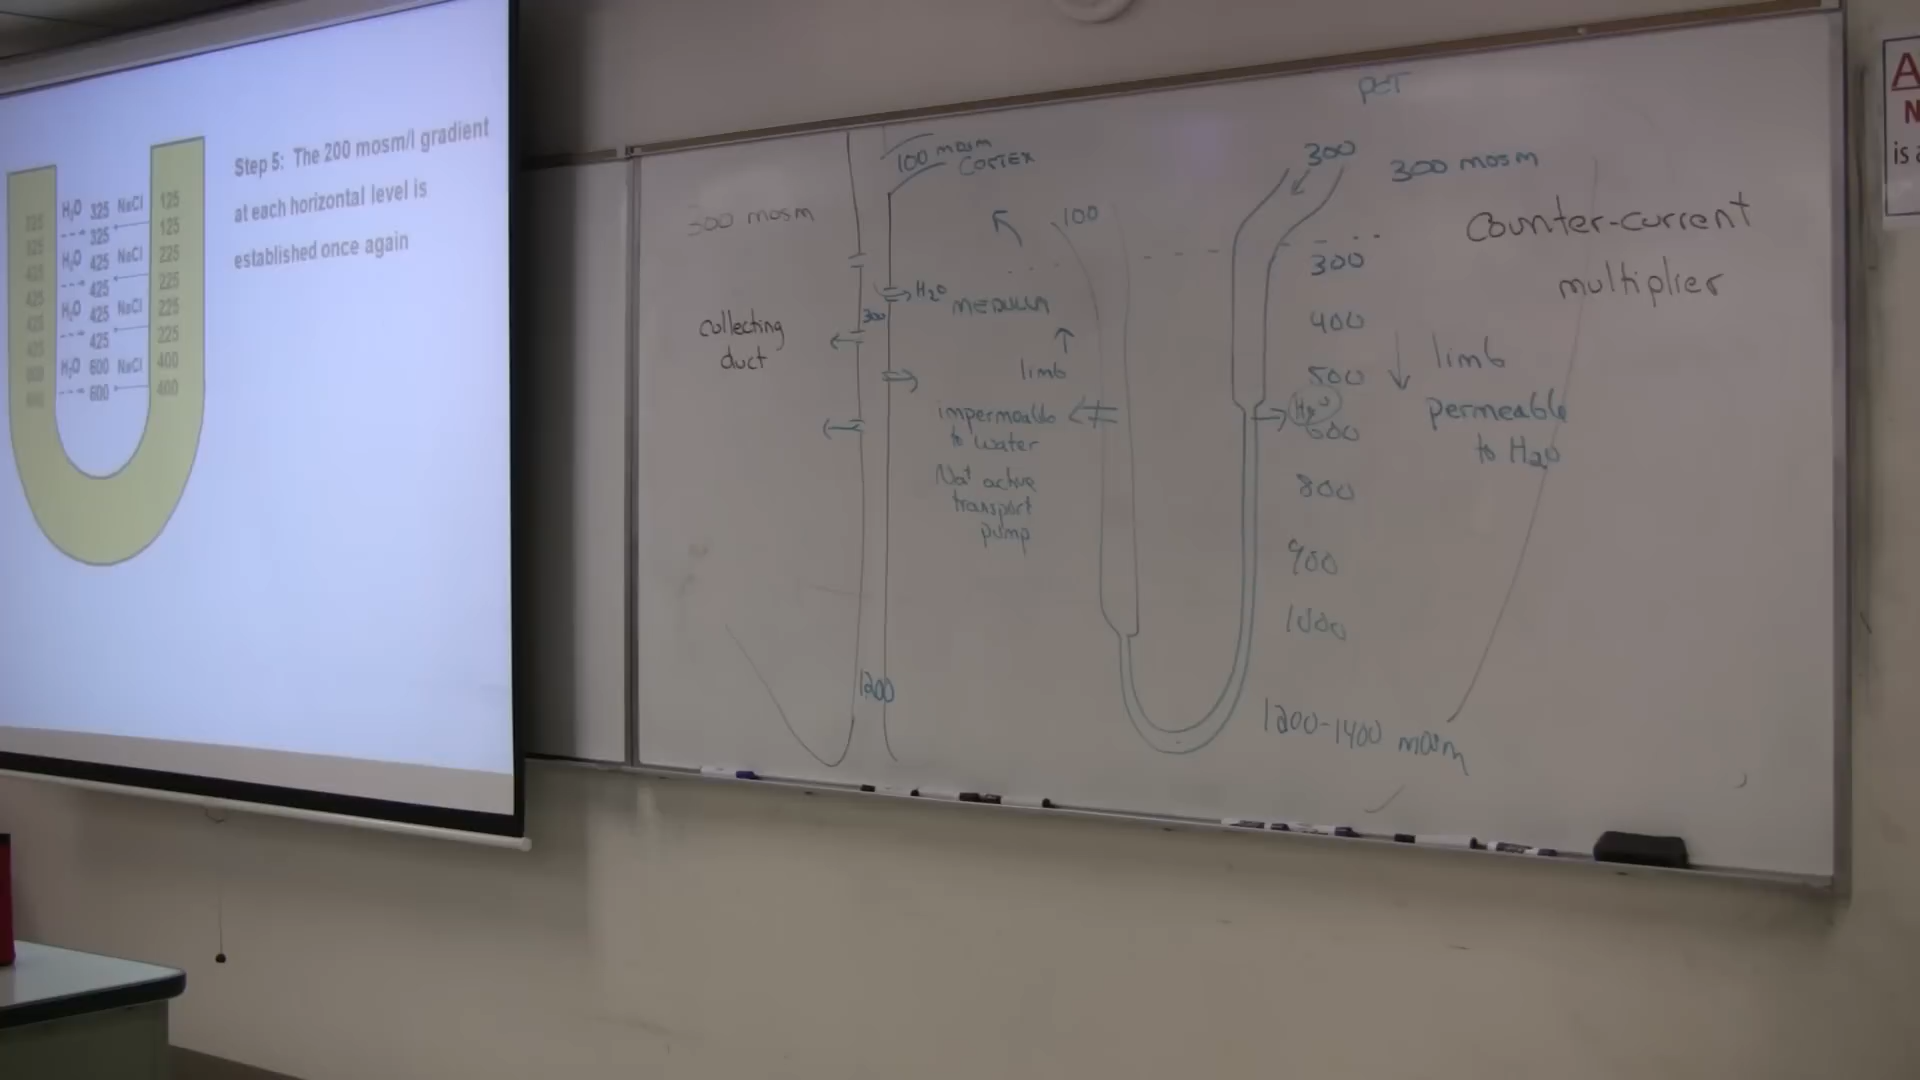 Step 5: The 200 mosm/l gradient
at each horizontal level is
established once again
H2O 325 NaCl 125
325 125
H2O 425 NaCl 225
425 225
H2O 425 NaCl 225
425 225
H2O 600 NaCl 400
600 400
100 mosm
CORTEX
300 mosm
H2O
MEDULLA
300
collecting
duct
1200
100
↑
limb
impermeable
to water
Na+ active
transport
pump
PCT
300
300 mosm
Counter-current
multiplier
300
400
500
H2O
600
800
900
1000
1200-1400 mosm
↓ limb
permeable
to H2O
A
N
is a